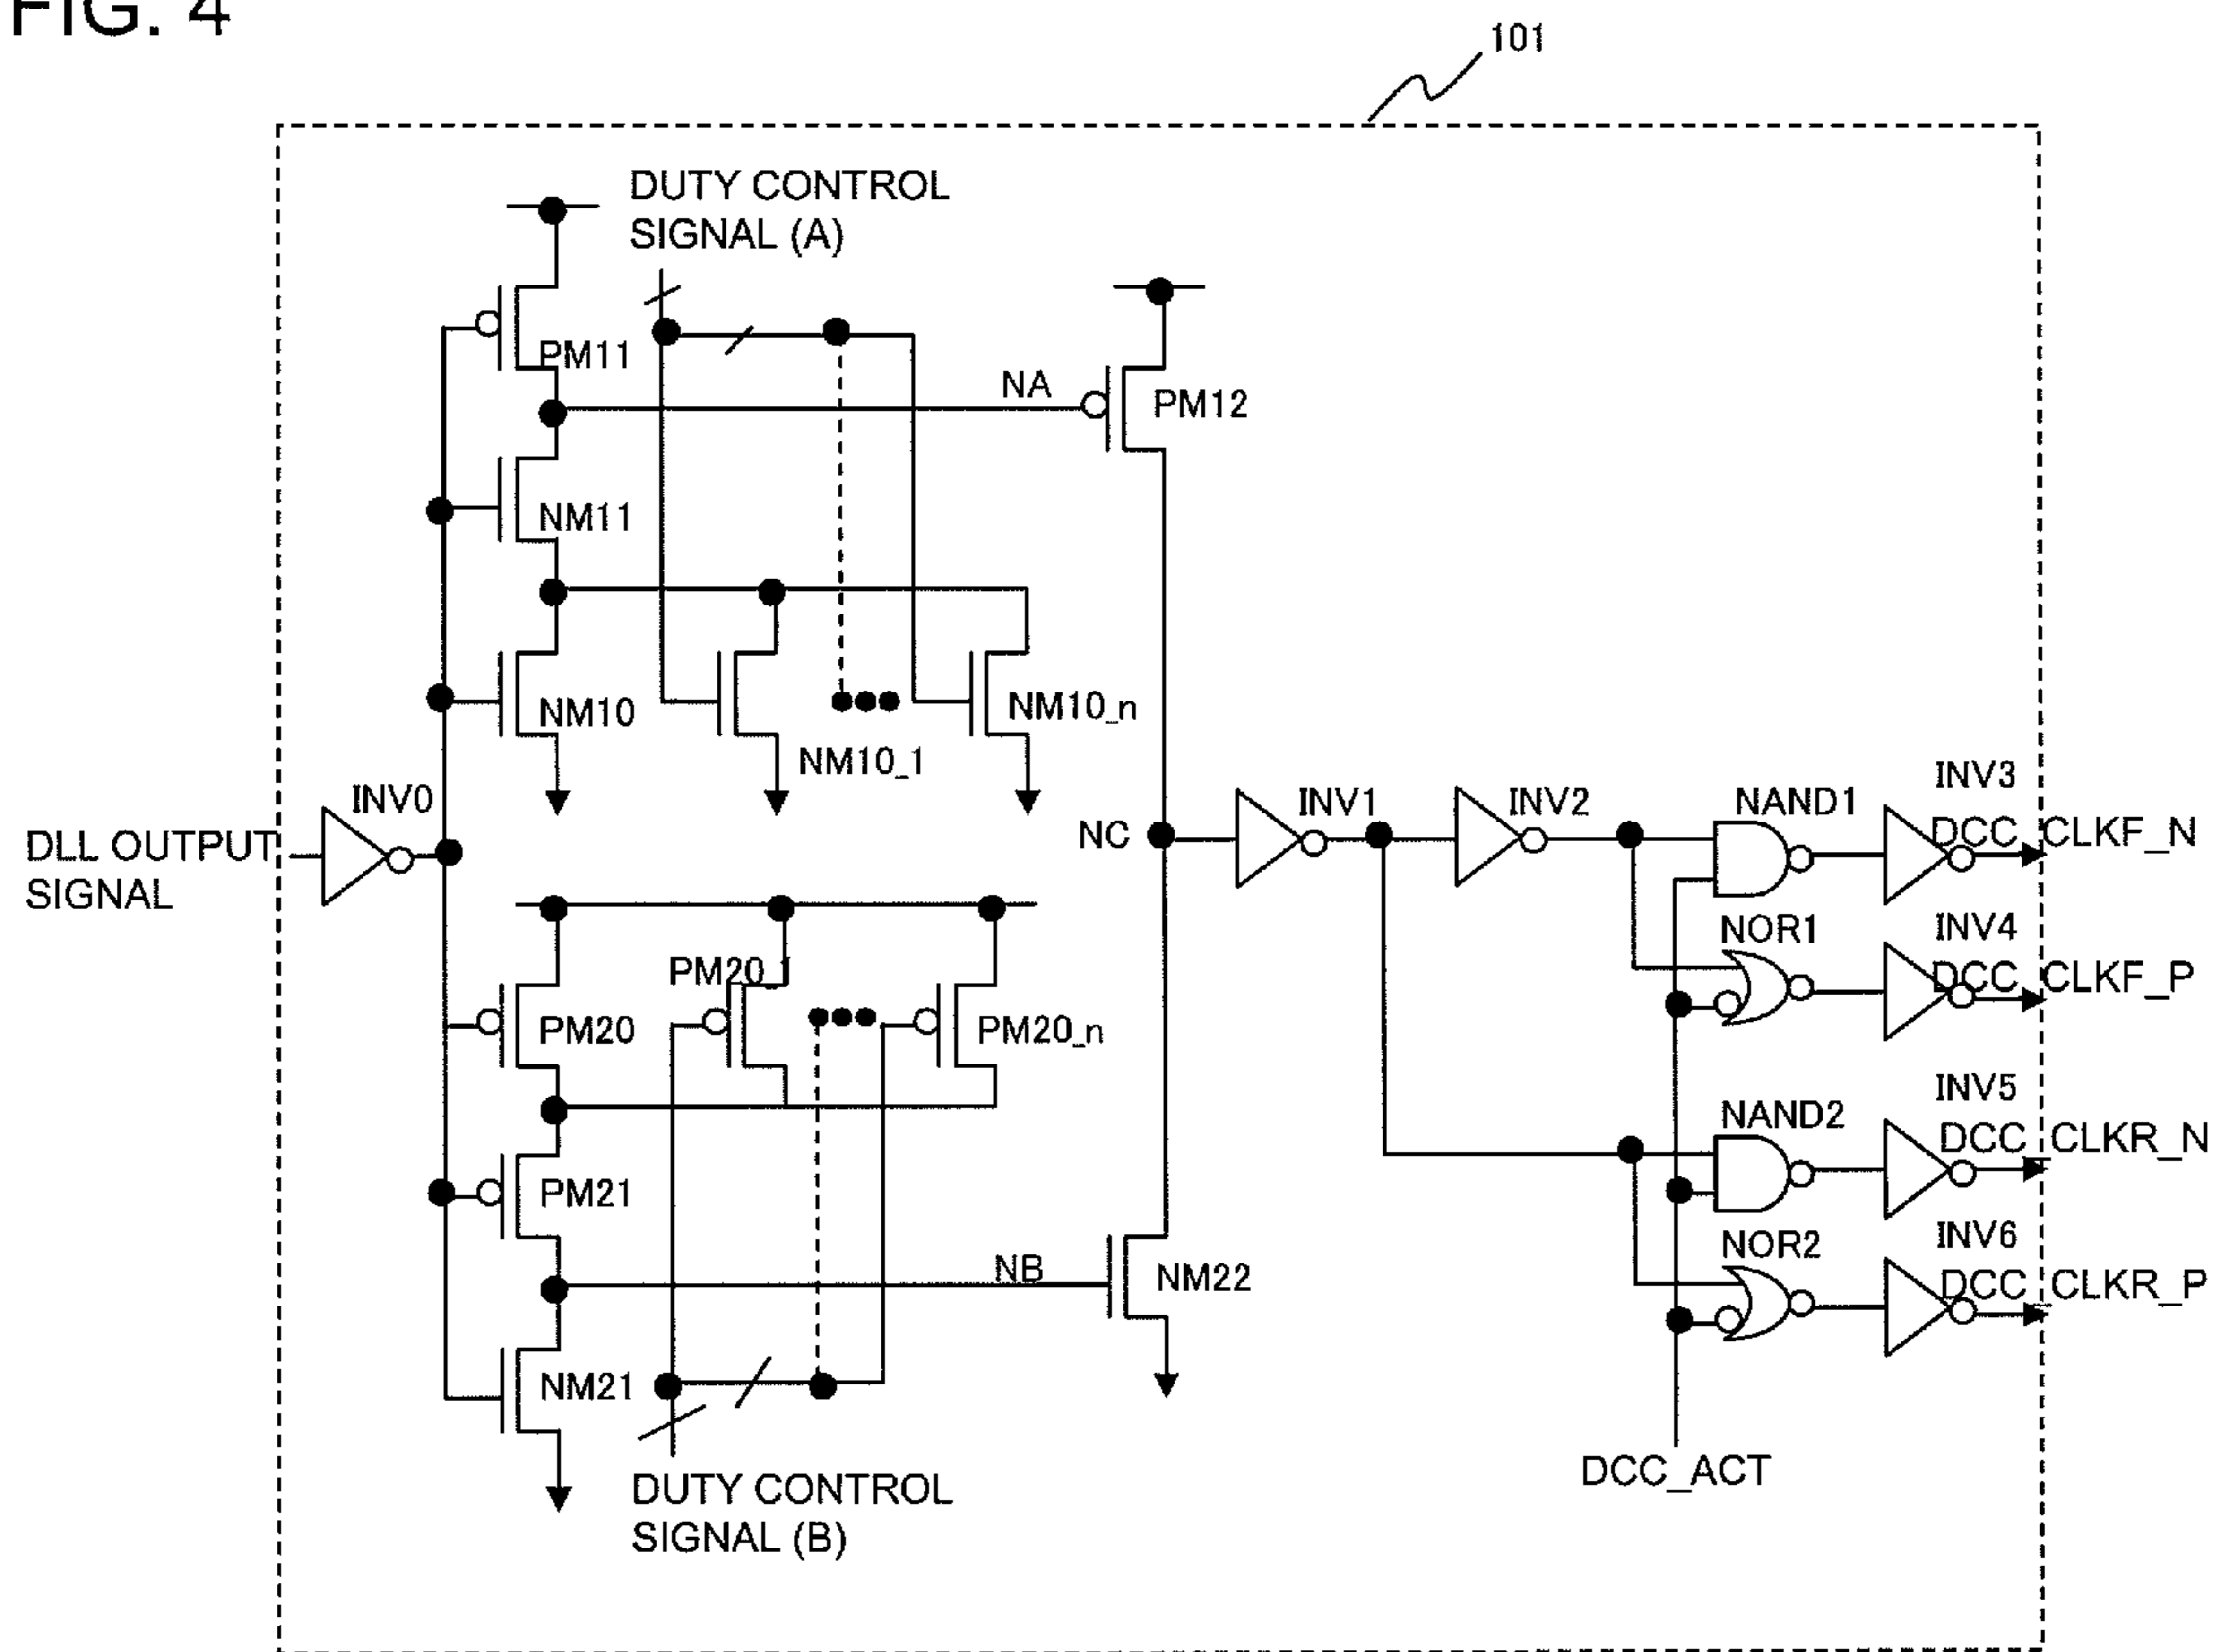 FIG. 4
101
DUTY CONTROL
SIGNAL (A)
PM11
NA
PM12
NM11
NM10
NM10_1
NM10_n
INV0
DLL OUTPUT
SIGNAL
NC
INV1
INV2
NAND1
INV3
DCC_CLKF_N
NOR1
INV4
DCC_CLKF_P
PM20_1
PM20
PM20_n
NAND2
INV5
DCC_CLKR_N
PM21
NOR2
INV6
DCC_CLKR_P
NB
NM22
NM21
DCC_ACT
DUTY CONTROL
SIGNAL (B)